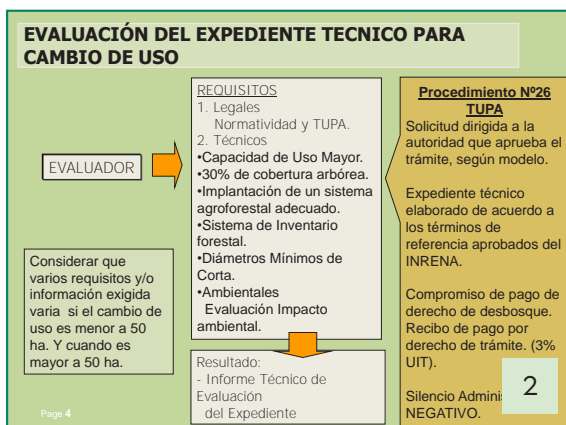 EVALUACIÓN DEL EXPEDIENTE TECNICO PARA
CAMBIO DE USO
EVALUADOR
REQUISITOS
1. Legales
Normatividad y TUPA.
2. Técnicos
•Capacidad de Uso Mayor.
•30% de cobertura arbórea.
•Implantación de un sistema
agroforestal adecuado.
•Sistema de Inventario
forestal.
•Diámetros Mínimos de
Corta.
•Ambientales
Evaluación Impacto
ambiental.
Procedimiento Nº26
TUPA
Solicitud dirigida a la
autoridad que aprueba el
trámite, según modelo.
Expediente técnico
elaborado de acuerdo a
los términos de
referencia aprobados del
INRENA.
Compromiso de pago de
derecho de desbosque.
Recibo de pago por
derecho de trámite. (3%
UIT).
Silencio
NEGATIVO.
Considerar que
varios requisitos y/o
información exigida
varia si el cambio de
uso es menor a 50
ha. Y cuando es
mayor a 50 ha.
Resultado:
- Informe Técnico de
Evaluación
del Expediente
Page 4
2